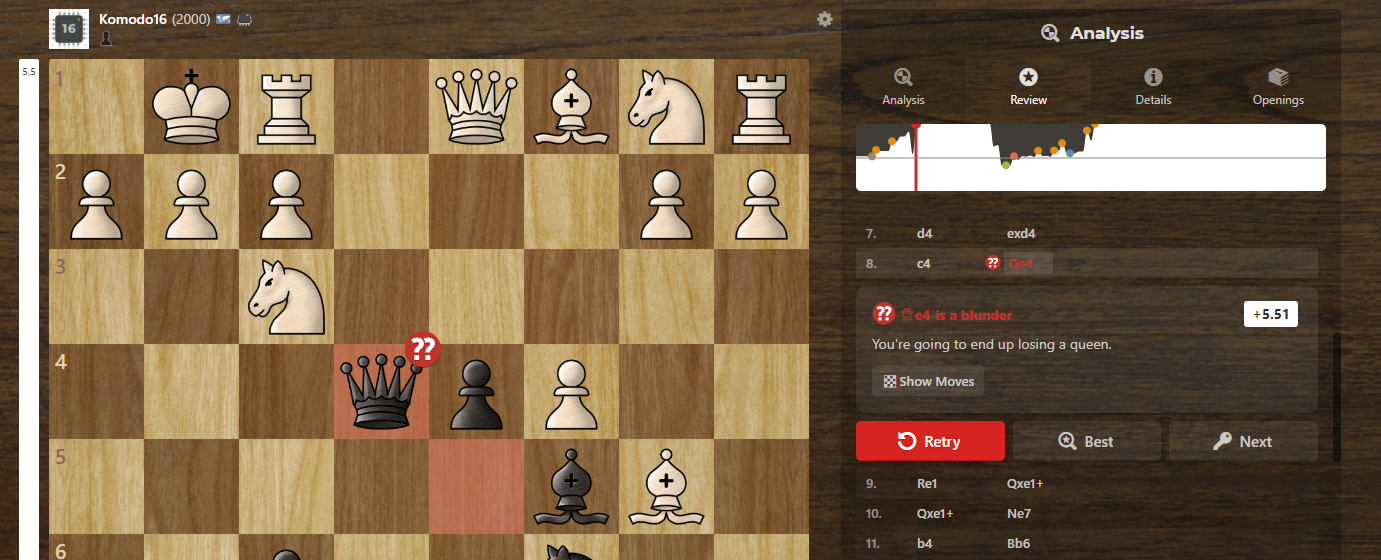 16
Komodo16 (2000)
5.5
1
2
3
4
5
6
??
Analysis
Analysis Review Details Openings
7. d4 exd4
8. c4 ?? Qe4
?? e4 is a blunder +5.51
You're going to end up losing a queen.
Show Moves
Retry Best Next
9. Re1 Qxe1+
10. Qxe1+ Ne7
11. b4 Bb6